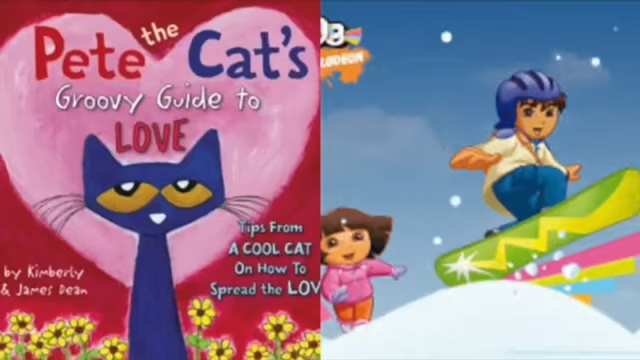 Pete the Cat's
Groovy Guide to
LOVE
Tips From
A COOL CAT
On How To
Spread the LOV
by Kimberly
& James Dean